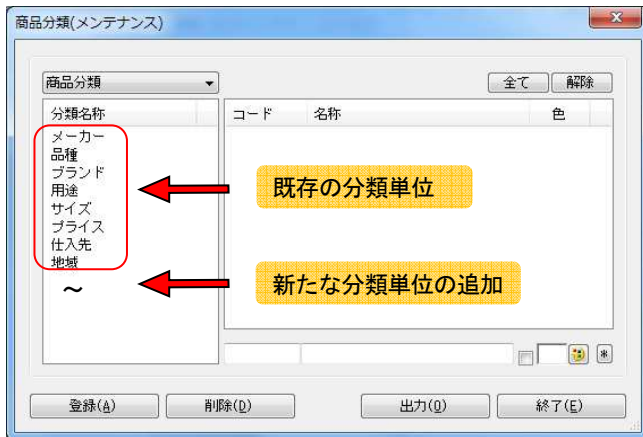 商品分類(メンテナンス)
商品分類
全て
解除
分類名称
コード
名称
色
メーカー
品種
ブランド
用途
サイズ
プライス
仕入先
地域
～
既存の分類単位
新たな分類単位の追加
*
登録(A)
削除(D)
出力(O)
終了(E)